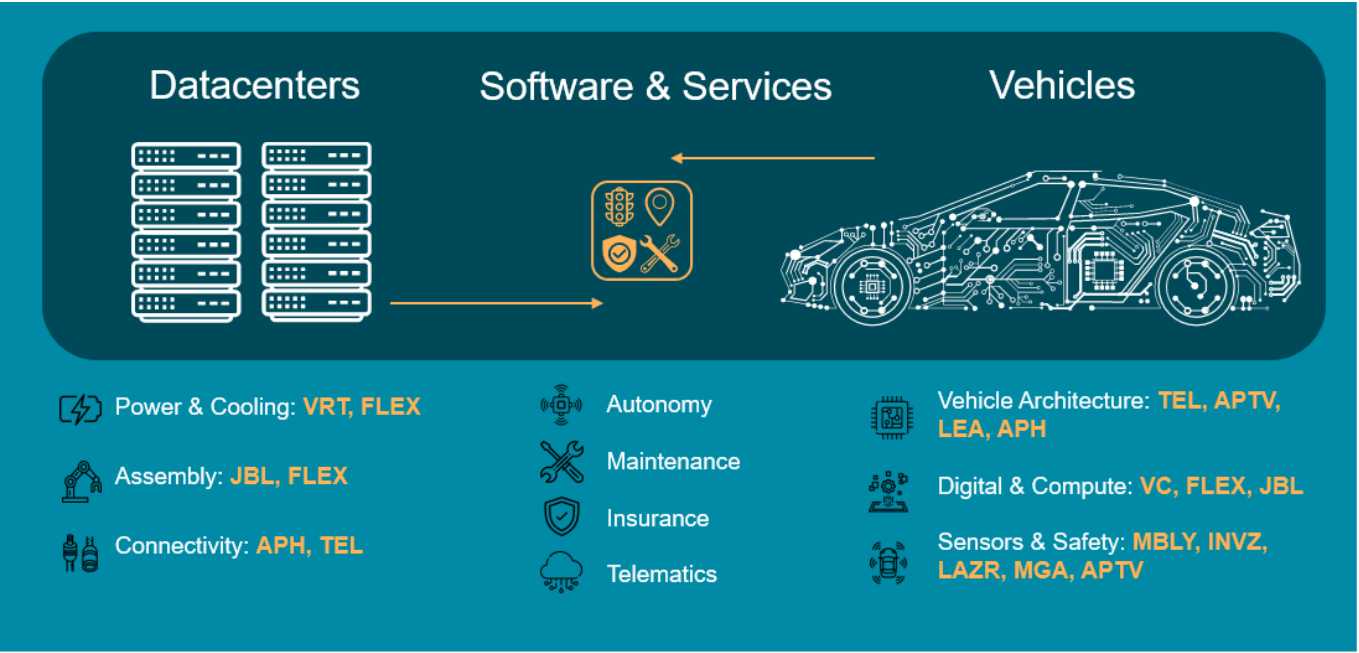 Datacenters
Software & Services
Vehicles
Power & Cooling: VRT, FLEX
Assembly: JBL, FLEX
Connectivity: APH, TEL
Autonomy
Maintenance
Insurance
Telematics
Vehicle Architecture: TEL, APTV,
LEA, APH
Digital & Compute: VC, FLEX, JBL
Sensors & Safety: MBLY, INVZ,
LAZR, MGA, APTV